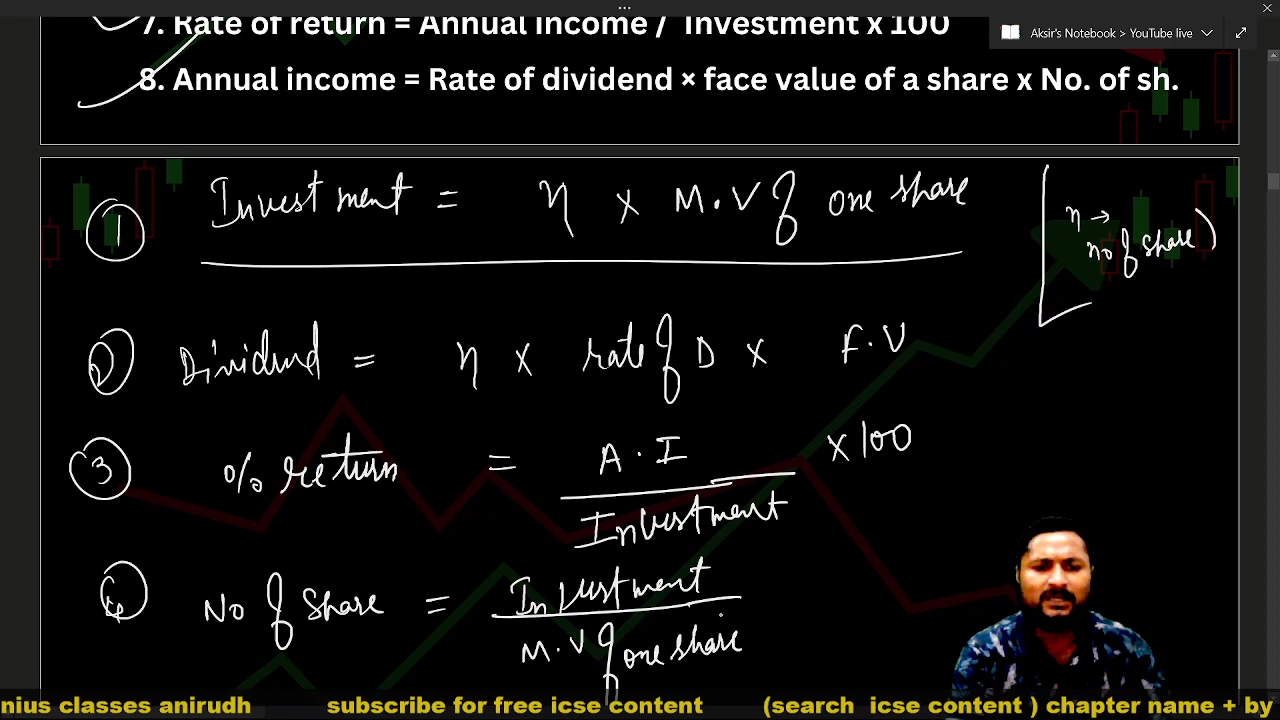 7. Rate of return = Annual income / Investment x 100
Aksir's Notebook > YouTube live
8. Annual income = Rate of dividend × face value of a share x No. of sh.
1 Investment = n x M.V of one share
[n → no of share)
2 Dividend = n x rate of D x F.V
3 % return = A.I / Investment x 100
4 No of share = Investment / M.V of one share
nius classes anirudh subscribe for free icse content (search icse content ) chapter name + by